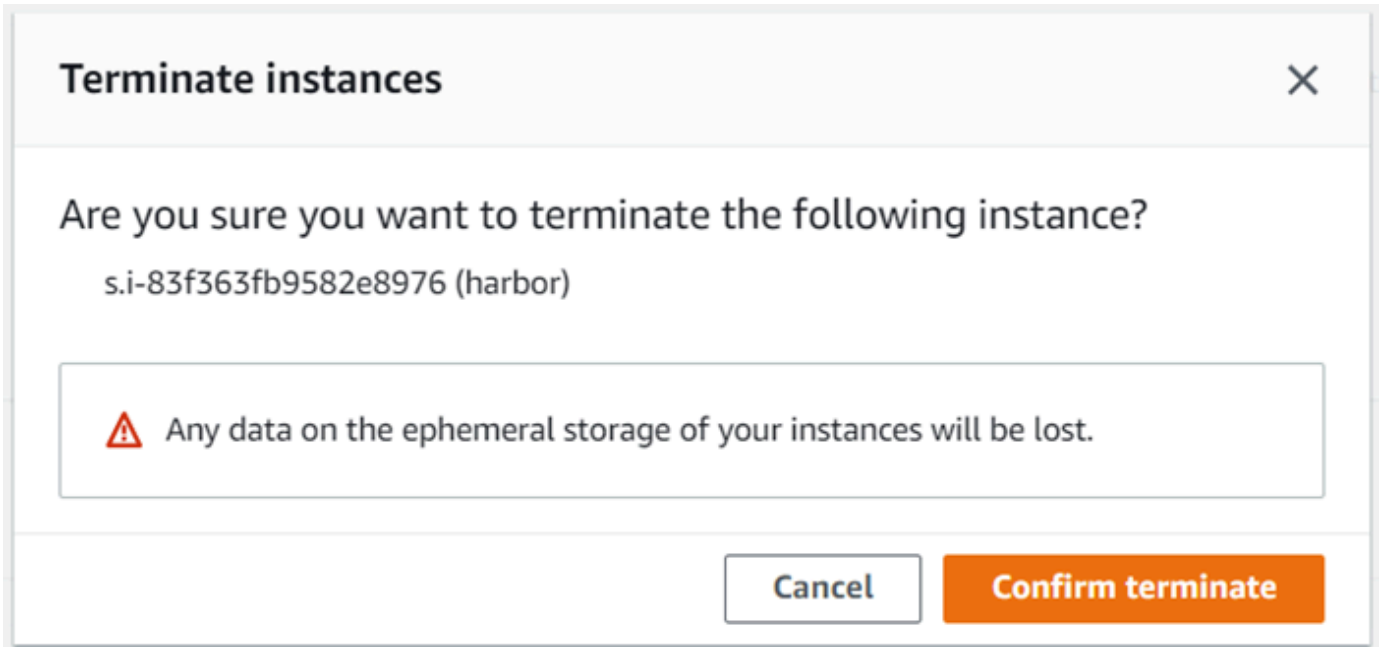 Terminate instances
Are you sure you want to terminate the following instance?
s.i-83f363fb9582e8976 (harbor)
Any data on the ephemeral storage of your instances will be lost.
Cancel
Confirm terminate